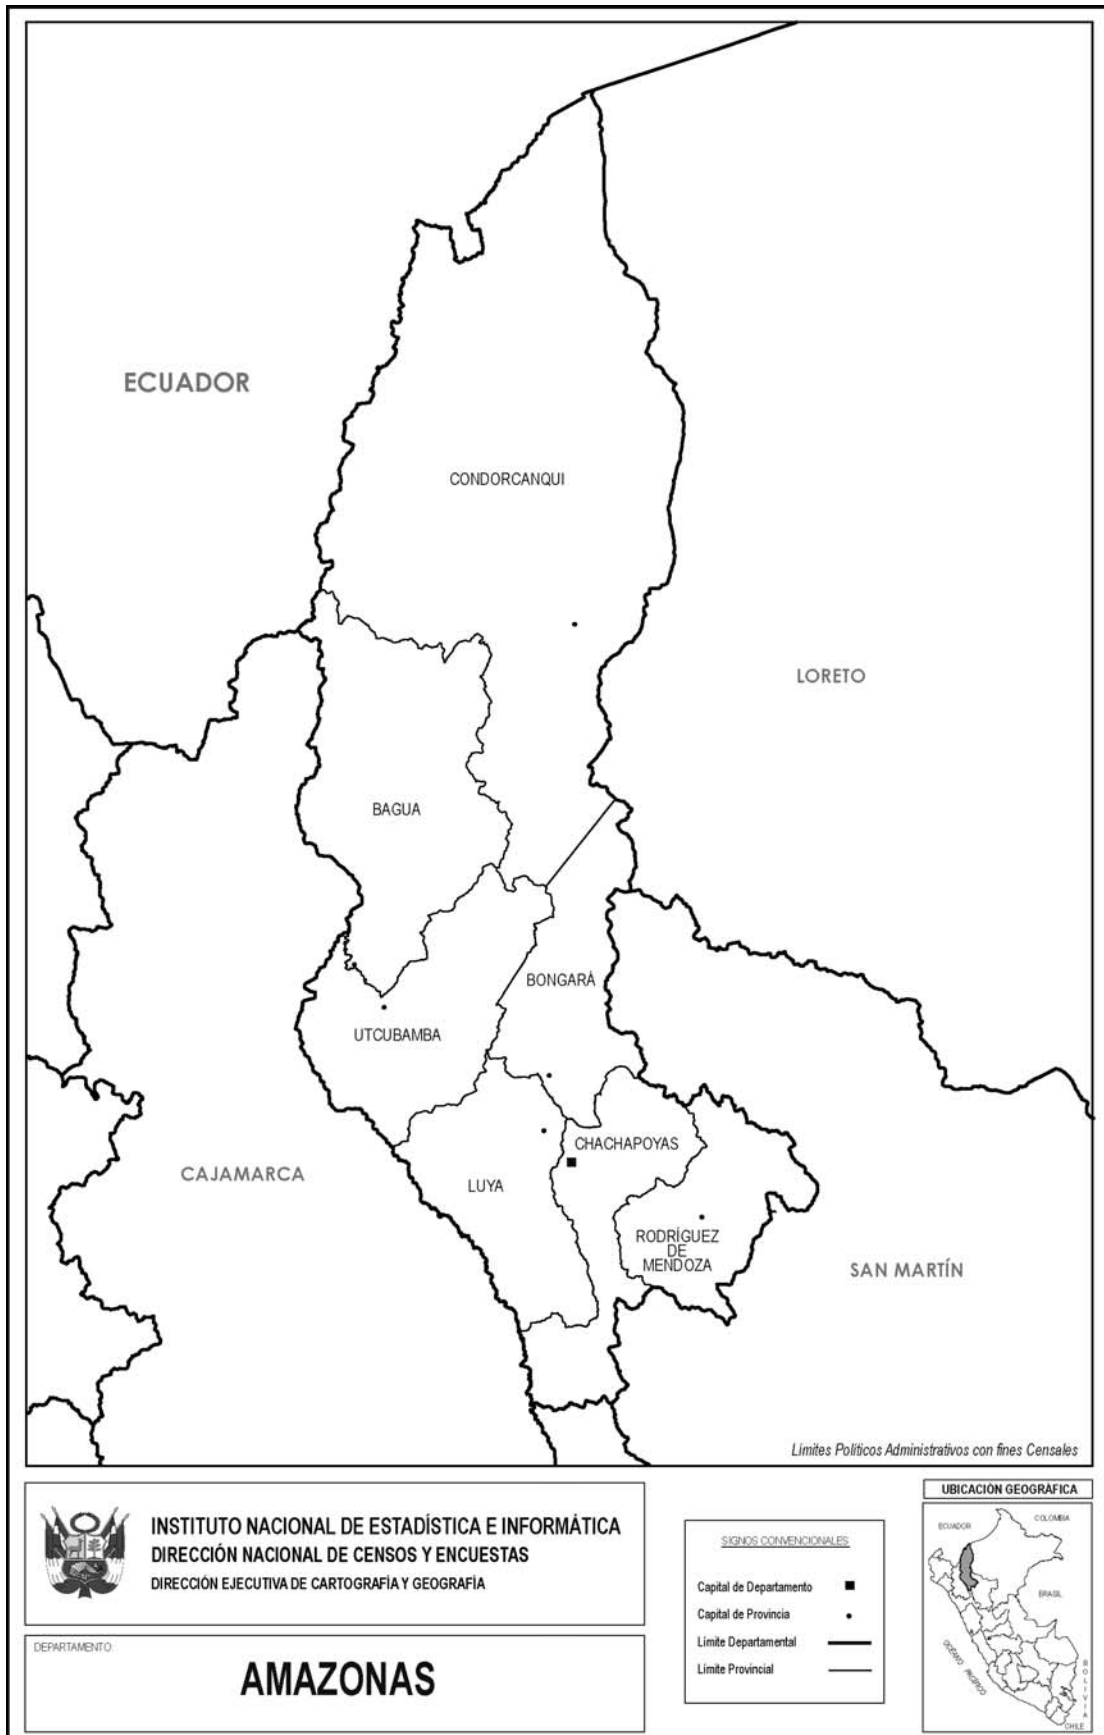 ECUADOR
CONDORCANQUI
LORETO
BAGUA
BONGARÁ
UTCUBAMBA
CHACHAPOYAS
CAJAMARCA
LUYA
RODRÍGUEZ
DE
MENDOZA
SAN MARTÍN
Límites Políticos Administrativos con fines Censales
INSTITUTO NACIONAL DE ESTADÍSTICA E INFORMÁTICA
DIRECCIÓN NACIONAL DE CENSOS Y ENCUESTAS
DIRECCIÓN EJECUTIVA DE CARTOGRAFÍA Y GEOGRAFÍA
DEPARTAMENTO:
AMAZONAS
SIGNOS CONVENCIONALES
Capital de Departamento
Capital de Provincia
Límite Departamental
Límite Provincial
UBICACIÓN GEOGRÁFICA
ECUADOR
COLOMBIA
BRASIL
OCEANO PACIFICO
BOLIVIA
CHILE